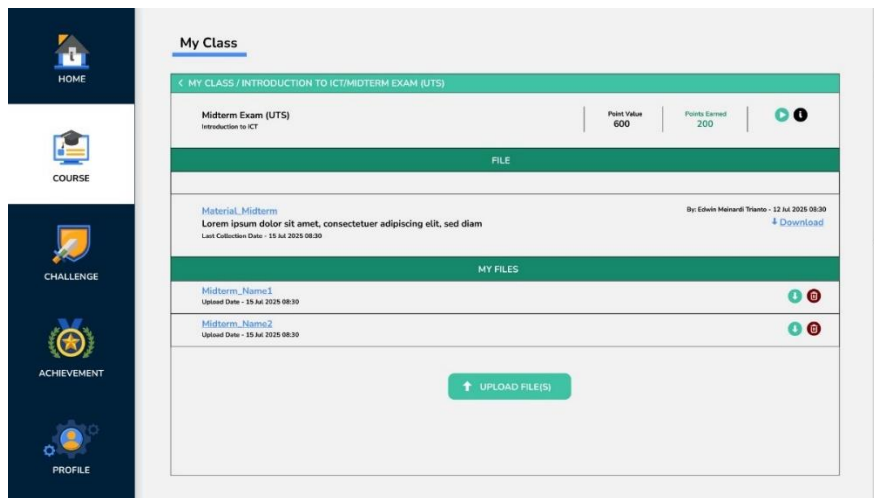 HOME
COURSE
CHALLENGE
ACHIEVEMENT
PROFILE
My Class
< MY CLASS / INTRODUCTION TO ICT/MIDTERM EXAM (UTS)
Midterm Exam (UTS)
Introduction to ICT
Point Value
600
Points Earned
200
FILE
Material_Midterm
Lorem ipsum dolor sit amet, consectetuer adipiscing elit, sed diam
Last Collection Date - 15 Jul 2025 08:30
By: Edwin Meinardi Trianto - 12 Jul 2025 08:30
Download
MY FILES
Midterm_Name1
Upload Date - 15 Jul 2025 08:30
Midterm_Name2
Upload Date - 15 Jul 2025 08:30
UPLOAD FILE(S)